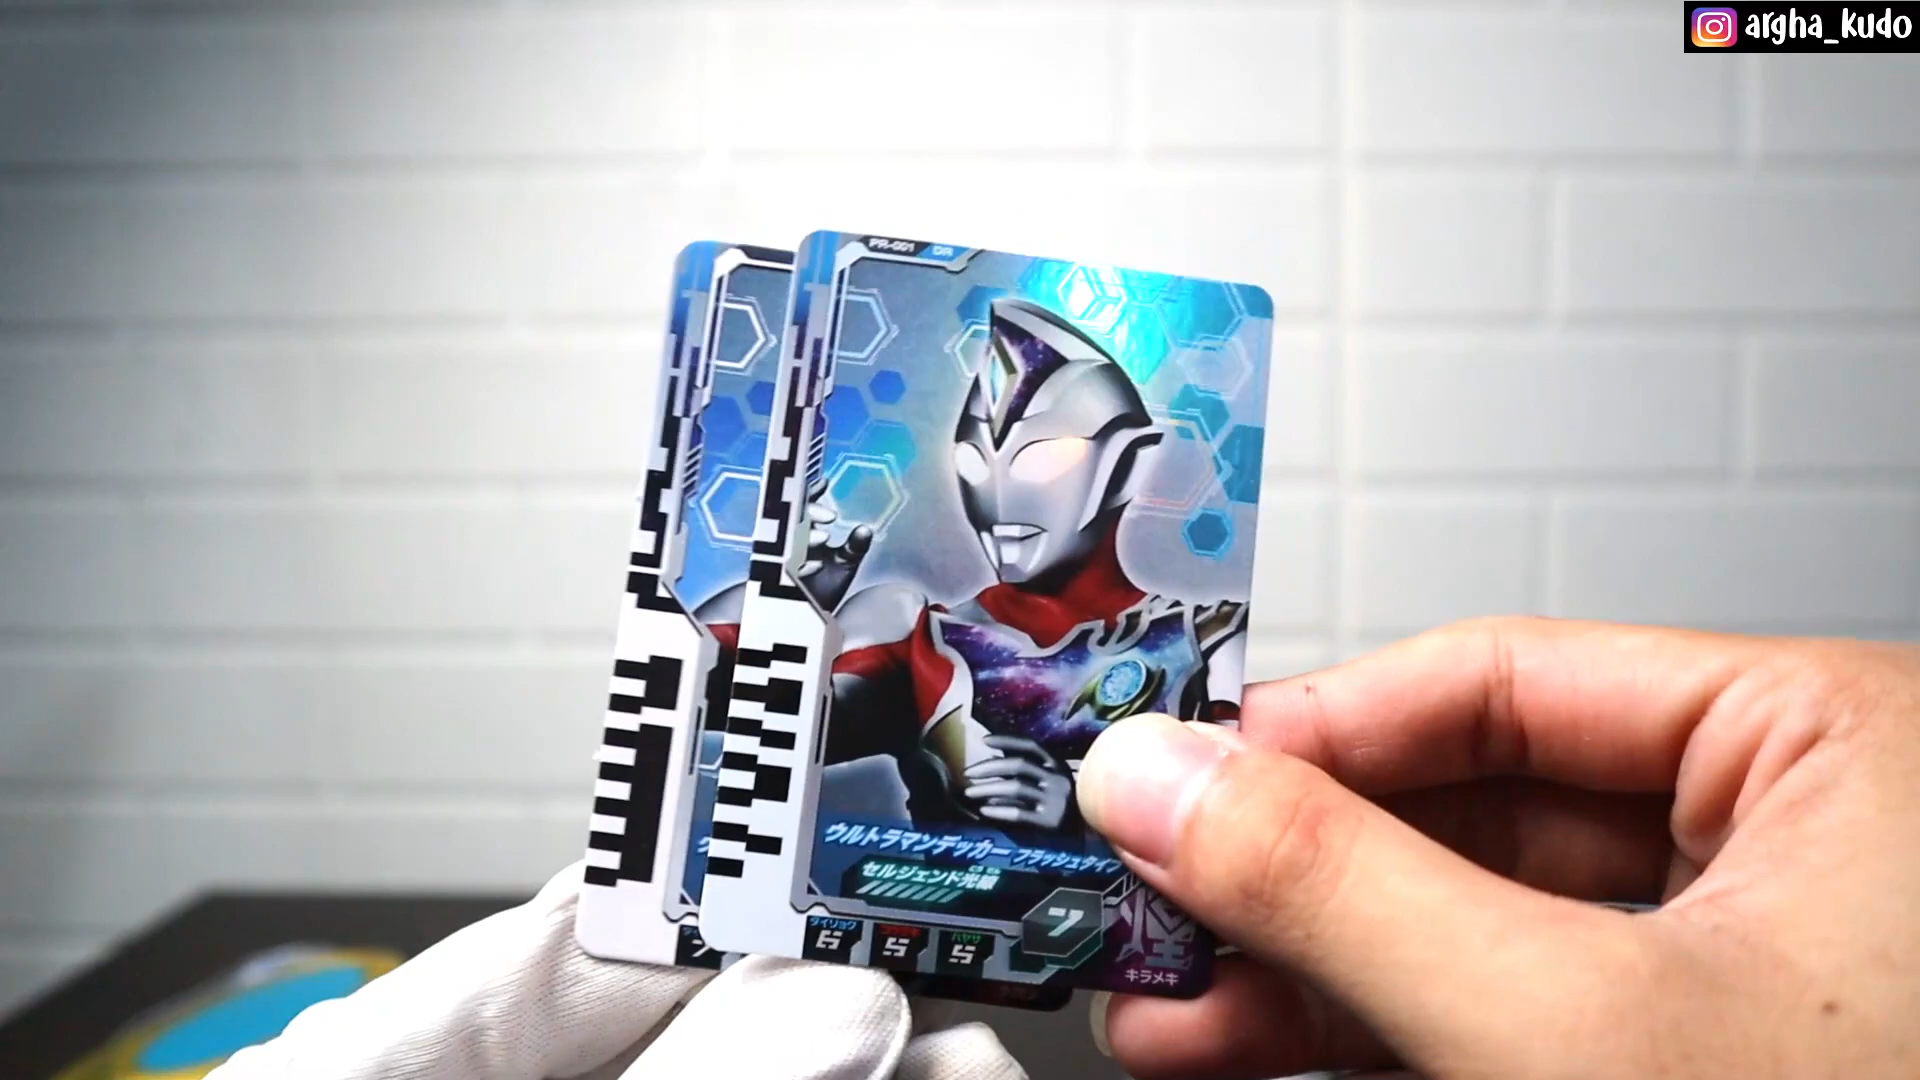 argha_kudo
PR-001 DR
ウルトラマンデッカー フラッシュタイプ
セルジェンド光線
フ
タイリョク コウゲキ ハヤサ
6 5 5
怪
キラメキ
7